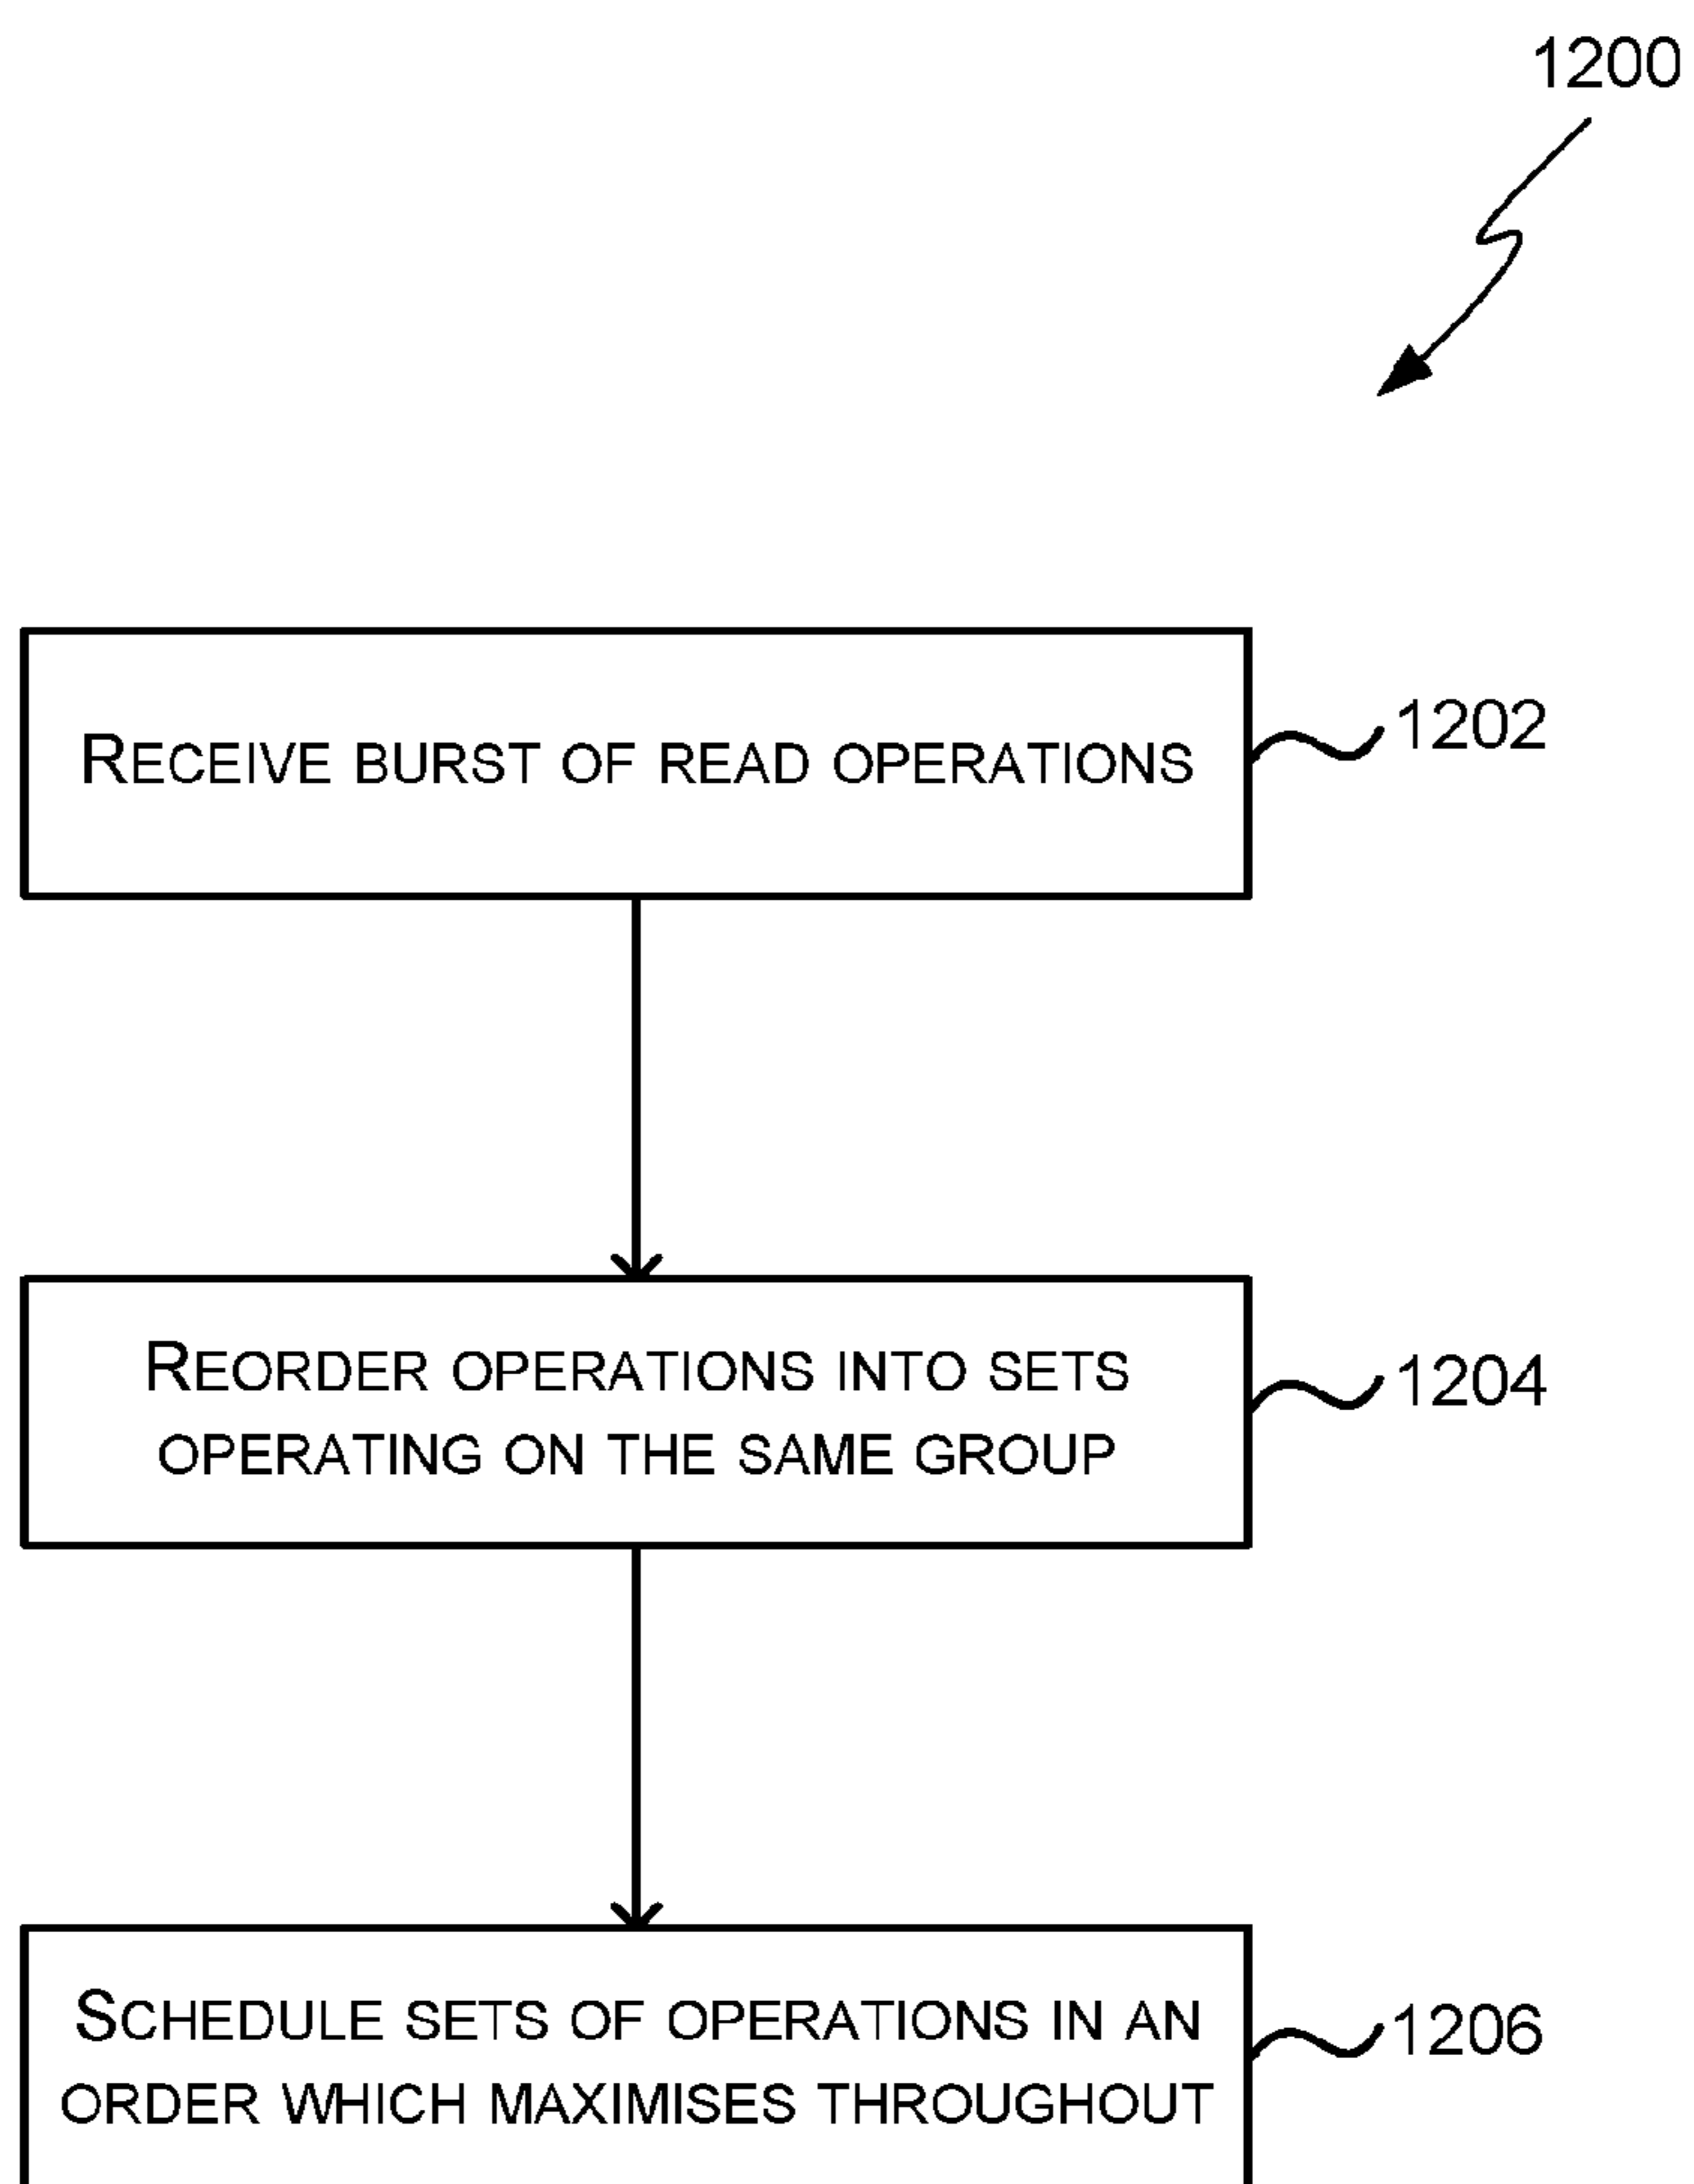 1200
RECEIVE BURST OF READ OPERATIONS
1202
REORDER OPERATIONS INTO SETS
OPERATING ON THE SAME GROUP
1204
SCHEDULE SETS OF OPERATIONS IN AN
ORDER WHICH MAXIMISES THROUGHOUT
1206